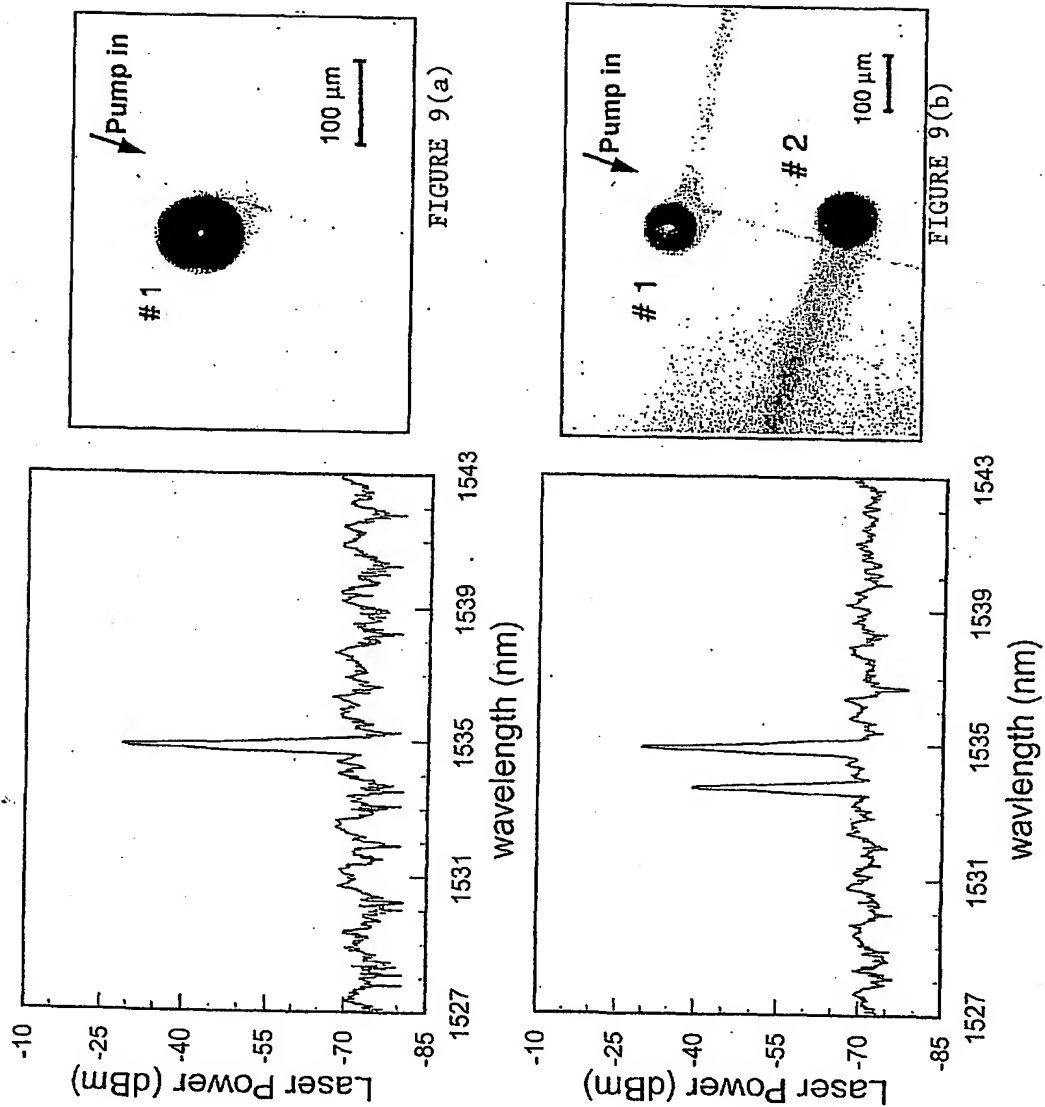 -10
-25
-40
-55
-70
-85
Laser Power (dBm)
1527
1531
1535
1539
1543
wavelength (nm)
# 1
Pump in
100 µm
FIGURE 9(a)
-10
-25
-40
-55
-70
-85
Laser Power (dBm)
1527
1531
1535
1539
1543
wavlength (nm)
# 1
Pump in
# 2
100 µm
FIGURE 9(b)